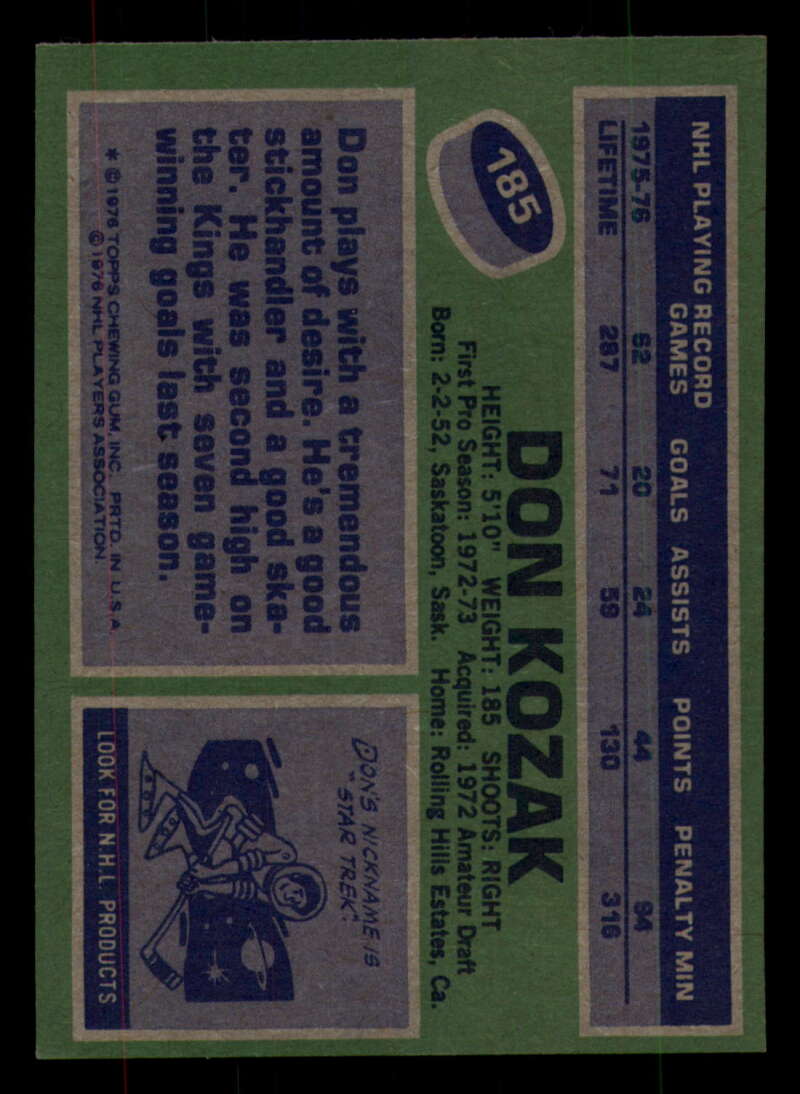 NHL PLAYING RECORD
GAMES GOALS ASSISTS POINTS PENALTY MIN
1975-76 62 20 24 44 94
LIFETIME 287 71 59 130 316
185
DON KOZAK
HEIGHT: 5'10" WEIGHT: 185 SHOOTS: RIGHT
First Pro Season: 1972-73 Acquired: 1972 Amateur Draft
Born: 2-2-52, Saskatoon, Sask. Home: Rolling Hills Estates, Ca.
Don plays with a tremendous
amount of desire. He's a good
stickhandler and a good ska-
ter. He was second high on
the Kings with seven game-
winning goals last season.
* © 1976 TOPPS CHEWING GUM, INC. PRTD. IN U.S.A.
© 1976 NHL PLAYERS ASSOCIATION.
DON'S NICKNAME IS
"STAR TREK".
LOOK FOR N.H.L. PRODUCTS